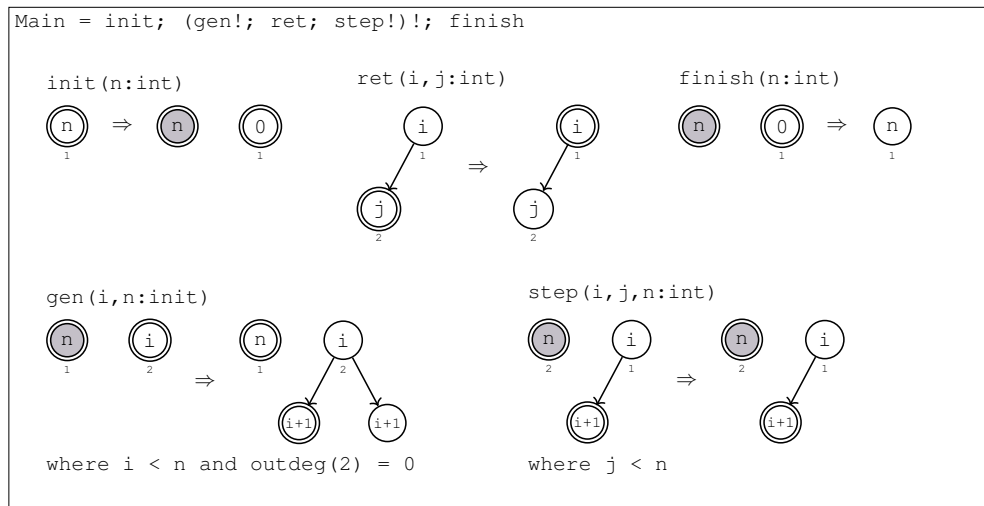 Main = init; (gen!; ret; step!)!; finish
init(n:int)
n ⇒ n 0
1 1
ret(i,j:int)
i ⇒ i
1 1
j j
2 2
finish(n:int)
n 0 ⇒ n
1 1
gen(i,n:init)
n i ⇒ n i
1 2 1 2
i+1 i+1
where i < n and outdeg(2) = 0
step(i,j,n:int)
n i ⇒ n i
2 1 2 1
i+1 i+1
where j < n